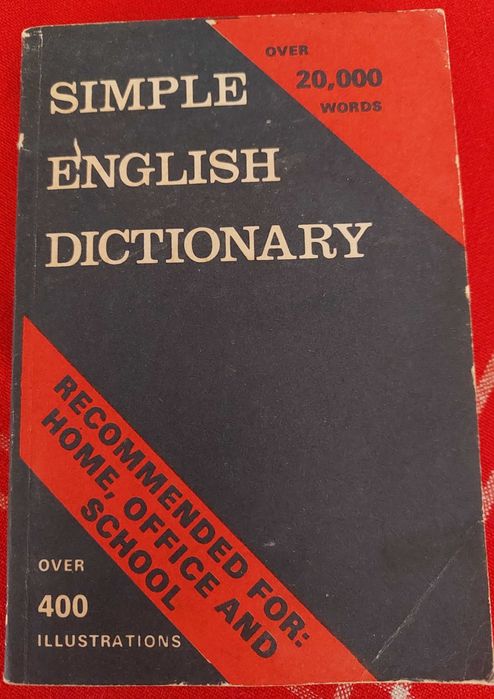 OVER
20,000
WORDS
SIMPLE
ENGLISH
DICTIONARY
RECOMMENDED FOR:
HOME, OFFICE AND
SCHOOL
OVER
400
ILLUSTRATIONS